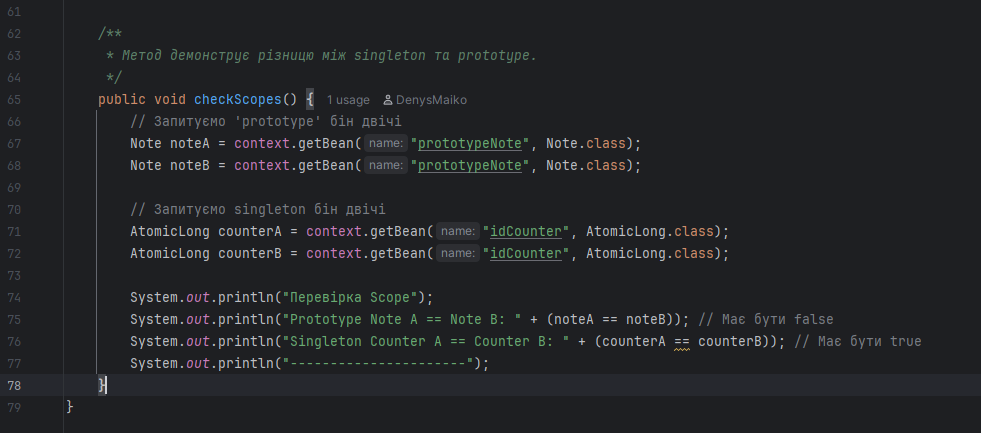 61
62 /**
63 * Метод демонструє різницю між singleton та prototype.
64 */
65 public void checkScopes() { 1 usage DenysMaiko
66 // Запитуємо 'prototype' бін двічі
67 Note noteA = context.getBean( name: "prototypeNote", Note.class);
68 Note noteB = context.getBean( name: "prototypeNote", Note.class);
69
70 // Запитуємо singleton бін двічі
71 AtomicLong counterA = context.getBean( name: "idCounter", AtomicLong.class);
72 AtomicLong counterB = context.getBean( name: "idCounter", AtomicLong.class);
73
74 System.out.println("Перевірка Scope");
75 System.out.println("Prototype Note A == Note B: " + (noteA == noteB)); // Має бути false
76 System.out.println("Singleton Counter A == Counter B: " + (counterA == counterB)); // Має бути true
77 System.out.println("----------------------");
78 }
79 }